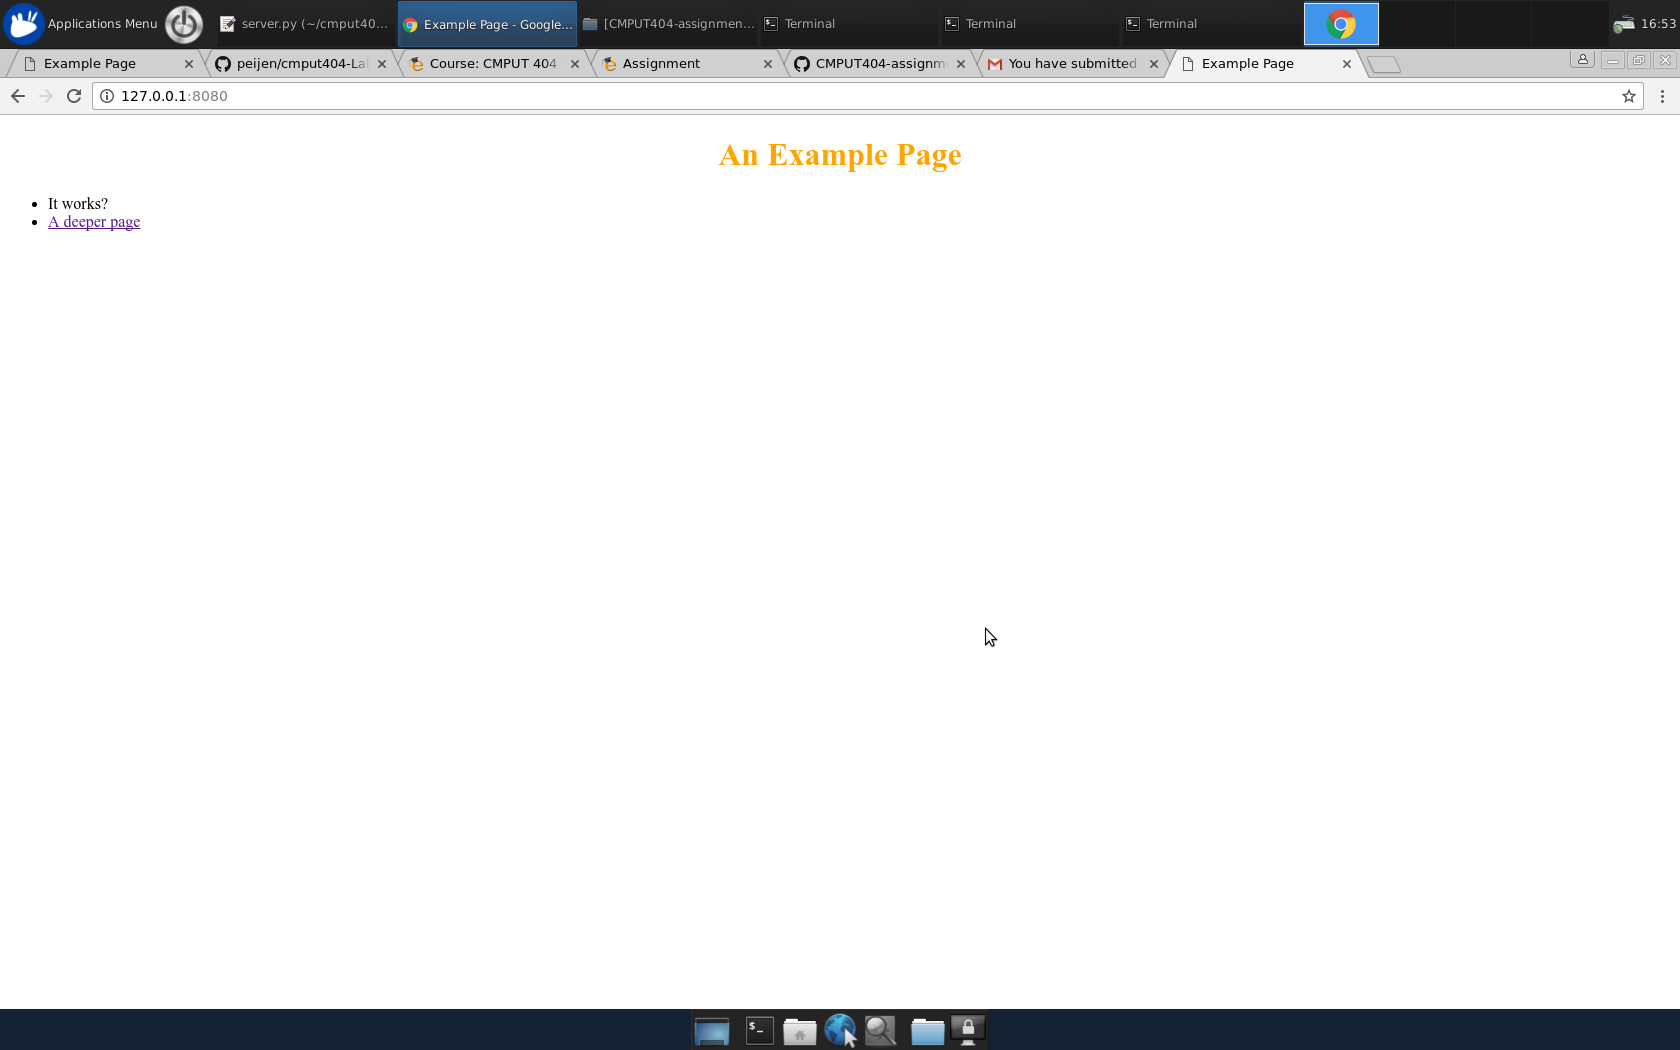 Applications Menu
server.py (~/cmput40...
Example Page - Google...
[CMPUT404-assignmen...
Terminal
Terminal
Terminal
16:53
Example Page
peijen/cmput404-La
Course: CMPUT 404
Assignment
CMPUT404-assignm
You have submitted
Example Page
127.0.0.1:8080
An Example Page
It works?
A deeper page
$_